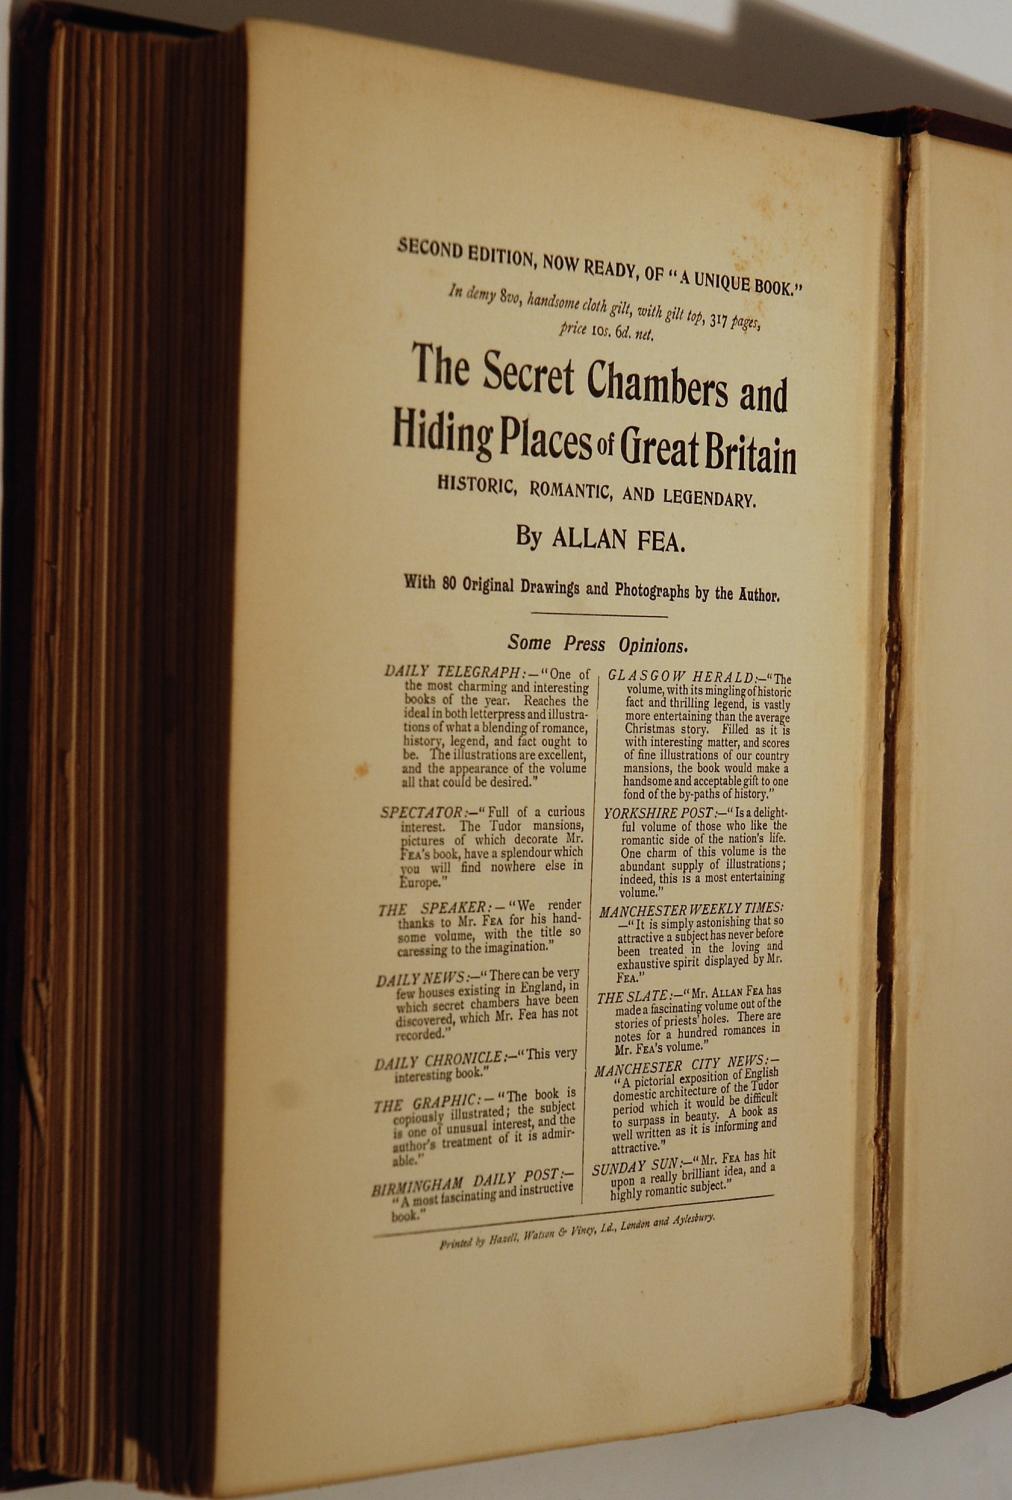 SECOND EDITION, NOW READY, OF "A UNIQUE BOOK."
In demy 8vo, handsome cloth gilt, with gilt top, 317 pages,
price 10s. 6d. net.
The Secret Chambers and
Hiding Places of Great Britain
HISTORIC, ROMANTIC, AND LEGENDARY.
By ALLAN FEA.
With 80 Original Drawings and Photographs by the Author.
Some Press Opinions.
DAILY TELEGRAPH:—"One of
the most charming and interesting
books of the year. Reaches the
ideal in both letterpress and illustra-
tions of what a blending of romance,
history, legend, and fact ought to
be. The illustrations are excellent,
and the appearance of the volume
all that could be desired."
SPECTATOR:—"Full of a curious
interest. The Tudor mansions,
pictures of which decorate Mr.
FEA's book, have a splendour which
you will find nowhere else in
Europe."
THE SPEAKER:—"We render
thanks to Mr. FEA for his hand-
some volume, with the title so
caressing to the imagination."
DAILY NEWS:—"There can be very
few houses existing in England, in
which secret chambers have been
discovered, which Mr. Fea has not
recorded."
DAILY CHRONICLE:—"This very
interesting book."
THE GRAPHIC:—"The book is
copiously illustrated; the subject
is one of unusual interest, and the
author's treatment of it is admir-
able."
BIRMINGHAM DAILY POST:—
"A most fascinating and instructive
book."
GLASGOW HERALD:—"The
volume, with its mingling of historic
fact and thrilling legend, is vastly
more entertaining than the average
Christmas story. Filled as it is
with interesting matter, and scores
of fine illustrations of our country
mansions, the book would make a
handsome and acceptable gift to one
fond of the by-paths of history."
YORKSHIRE POST:—"Is a delight-
ful volume of those who like the
romantic side of the nation's life.
One charm of this volume is the
abundant supply of illustrations;
indeed, this is a most entertaining
volume."
MANCHESTER WEEKLY TIMES:
—"It is simply astonishing that so
attractive a subject has never before
been treated in the loving and
exhaustive spirit displayed by Mr.
FEA."
THE SLATE:—"Mr. ALLAN FEA has
made a fascinating volume out of the
stories of priests' holes. There are
notes for a hundred romances in
Mr. FEA's volume."
MANCHESTER CITY NEWS:—
"A pictorial exposition of English
domestic architecture of the Tudor
period which it would be difficult
to surpass in beauty. A book as
well written as it is informing and
attractive."
SUNDAY SUN:—"Mr. FEA has hit
upon a really brilliant idea, and a
highly romantic subject."
Printed by Hazell, Watson & Viney, Ld., London and Aylesbury.